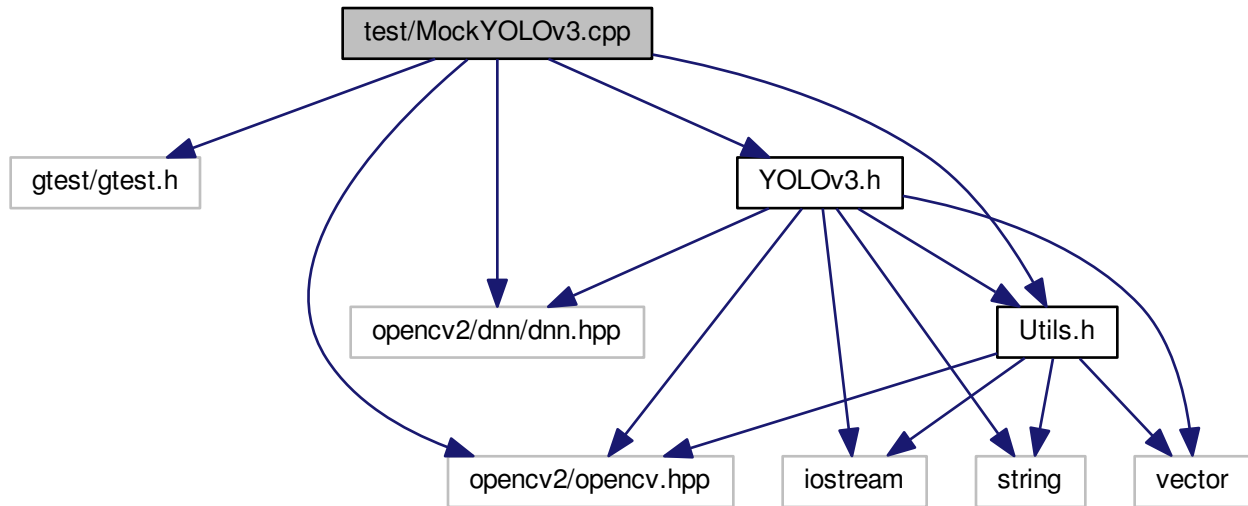 test/MockYOLOv3.cpp
gtest/gtest.h
YOLOv3.h
opencv2/dnn/dnn.hpp
Utils.h
opencv2/opencv.hpp
iostream
string
vector